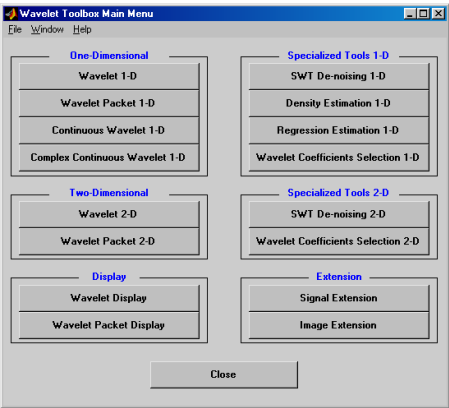 Wavelet Toolbox Main Menu
File Window Help
One-Dimensional
Wavelet 1-D
Wavelet Packet 1-D
Continuous Wavelet 1-D
Complex Continuous Wavelet 1-D
Specialized Tools 1-D
SWT De-noising 1-D
Density Estimation 1-D
Regression Estimation 1-D
Wavelet Coefficients Selection 1-D
Two-Dimensional
Wavelet 2-D
Wavelet Packet 2-D
Specialized Tools 2-D
SWT De-noising 2-D
Wavelet Coefficients Selection 2-D
Display
Wavelet Display
Wavelet Packet Display
Extension
Signal Extension
Image Extension
Close